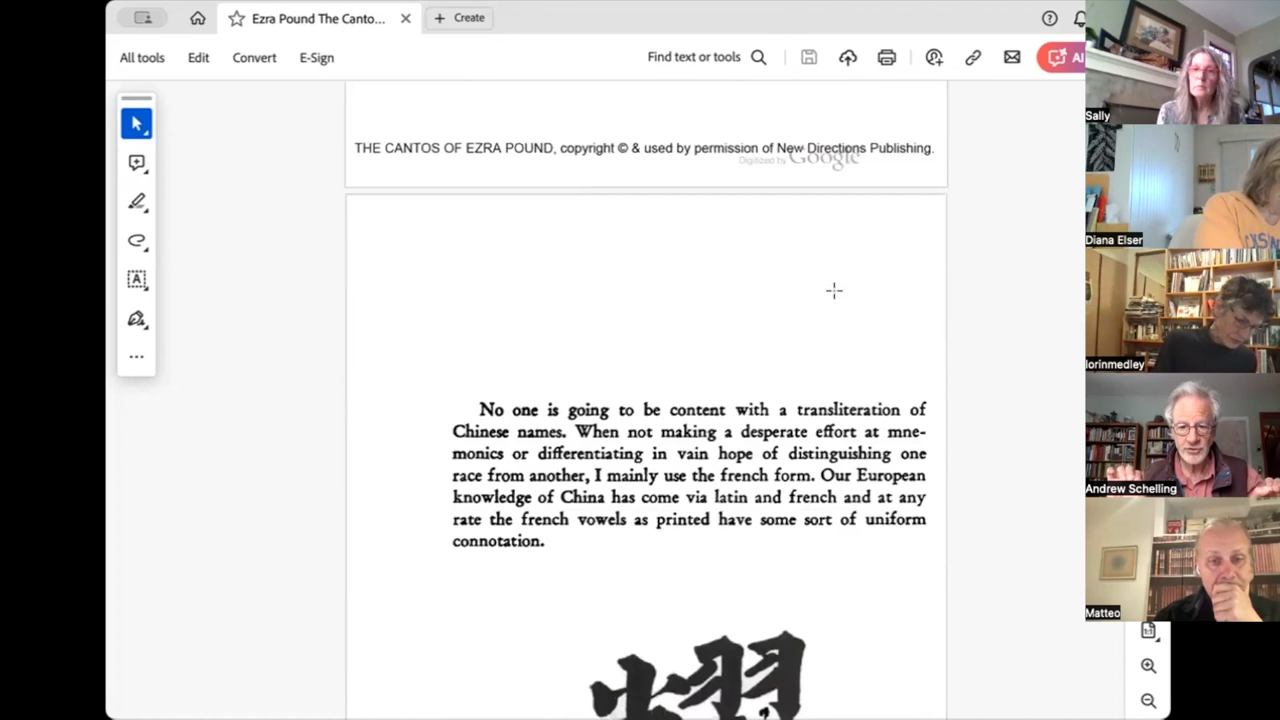 Ezra Pound The Canto...
Create
All tools
Edit
Convert
E-Sign
Find text or tools
AI
THE CANTOS OF EZRA POUND, copyright © & used by permission of New Directions Publishing.
Digitized by Google
No one is going to be content with a transliteration of
Chinese names. When not making a desperate effort at mne-
monics or differentiating in vain hope of distinguishing one
race from another, I mainly use the french form. Our European
knowledge of China has come via latin and french and at any
rate the french vowels as printed have some sort of uniform
connotation.
Sally
Diana Elser
lorinmedley
Andrew Schelling
Matteo